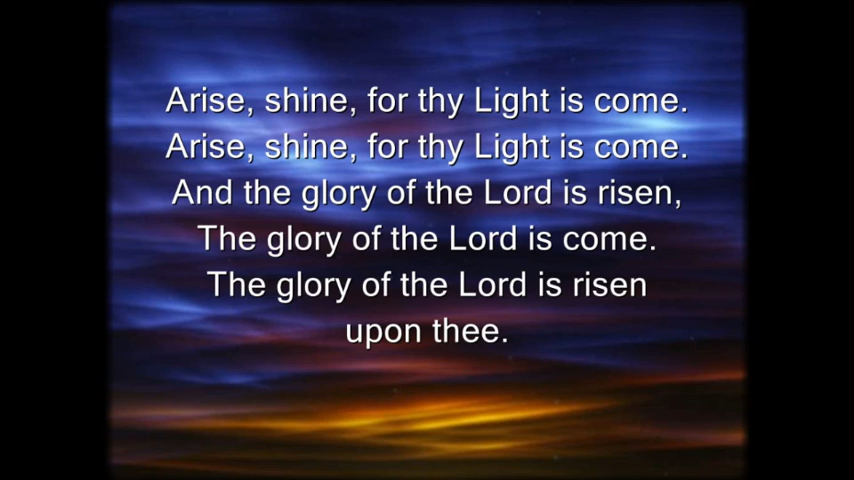 Arise, shine, for thy Light is come.
Arise, shine, for thy Light is come.
And the glory of the Lord is risen,
The glory of the Lord is come.
The glory of the Lord is risen
upon thee.